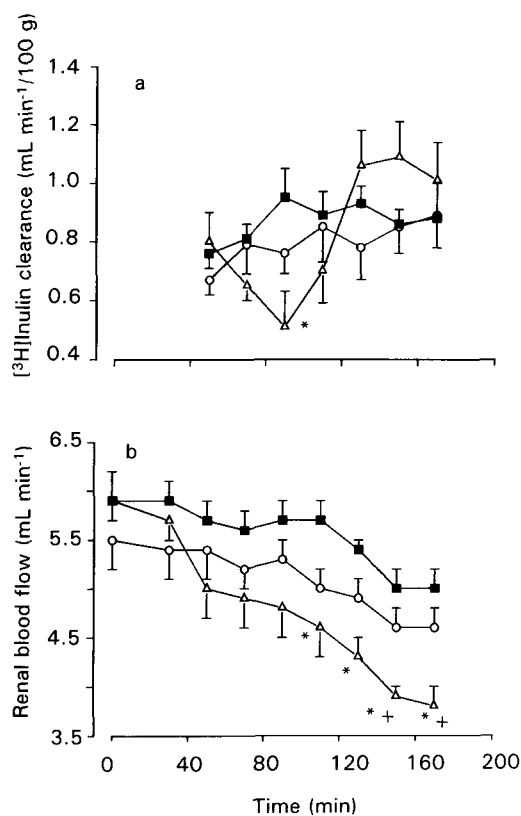 a
[³H]Inulin clearance (mL min⁻¹/100 g)
1.4
1.2
1.0
0.8
0.6
0.4
*
b
Renal blood flow (mL min⁻¹)
6.5
5.5
4.5
3.5
*
*
* +
* +
0 40 80 120 160 200
Time (min)